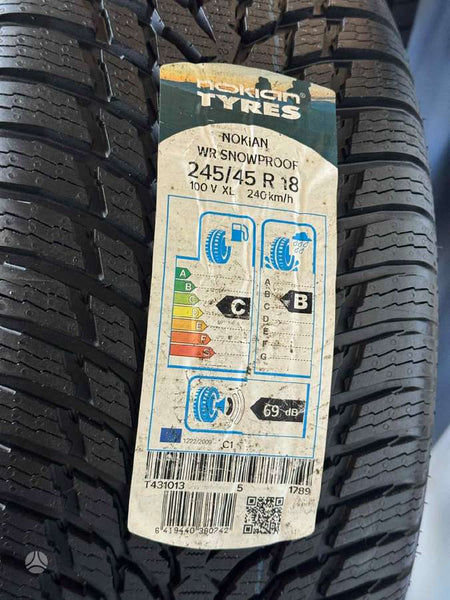 nokian
TYRES
NOKIAN
WR SNOWPROOF
245/45 R 18
100 V XL 240 km/h
A
B
C
E
F
G
C
A
B
C
E
F
G
B
69 dB
1222/2009
C1
T431013 5 1789
6 419440 380742